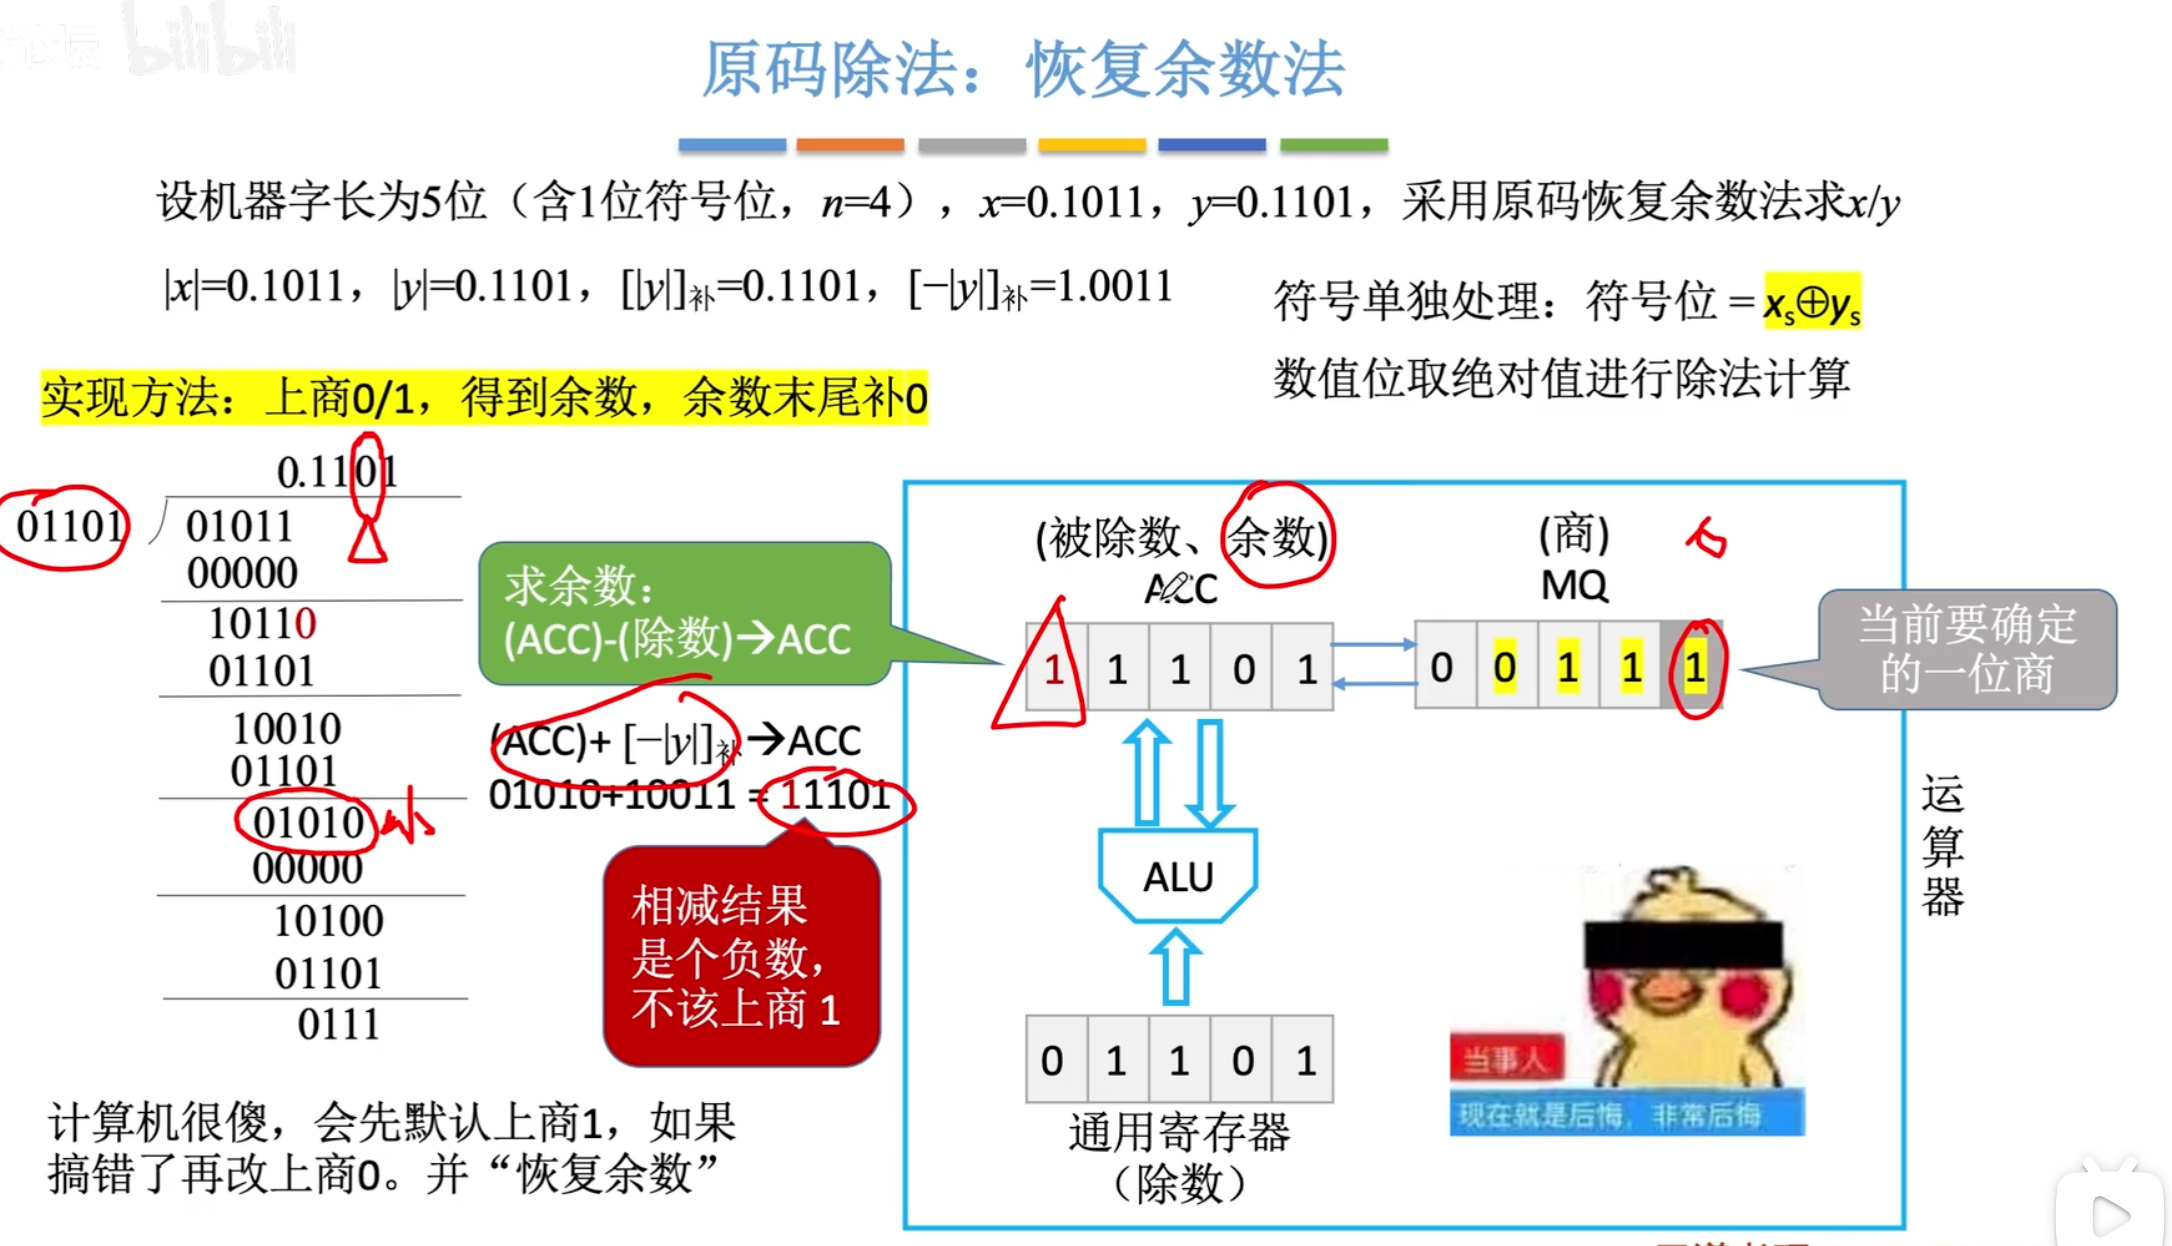 bilibili
原码除法：恢复余数法
设机器字长为5位（含1位符号位，n=4），x=0.1011，y=0.1101，采用原码恢复余数法求x/y
|x|=0.1011，|y|=0.1101，[|y|]补=0.1101，[−|y|]补=1.0011
符号单独处理：符号位 = xs⊕ys
数值位取绝对值进行除法计算
实现方法：上商0/1，得到余数，余数末尾补0
0.1101
01101
01011
00000
10110
01101
10010
01101
01010
00000
10100
01101
0111
求余数：
(ACC)-(除数)→ACC
(ACC)+ [−|y|]补→ACC
01010+10011 = 11101
相减结果
是个负数，
不该上商 1
计算机很傻，会先默认上商1，如果
搞错了再改上商0。并“恢复余数”
(被除数、余数)
ACC
1 1 1 0 1
(商)
MQ
0 0 1 1 1
当前要确定
的一位商
ALU
0 1 1 0 1
通用寄存器
（除数）
运算器
当事人
现在就是后悔，非常后悔